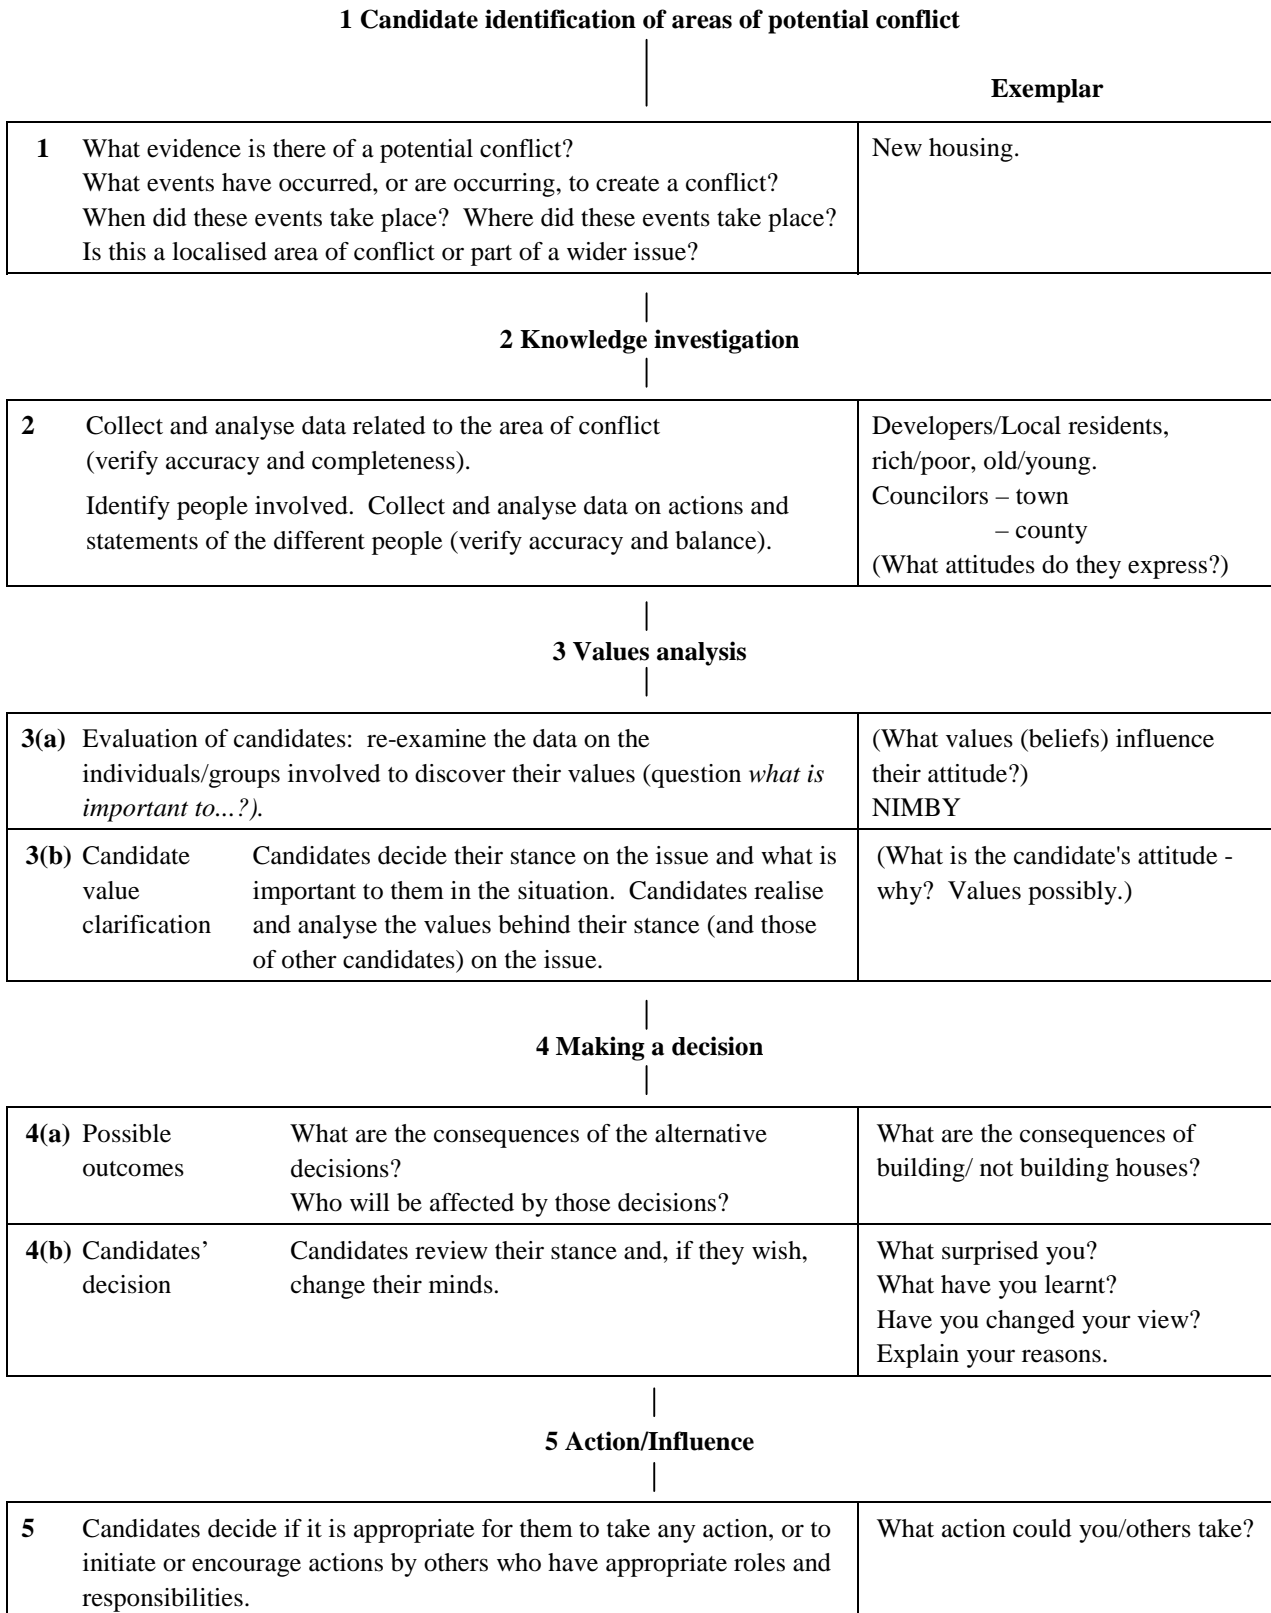 1 Candidate identification of areas of potential conflict
Exemplar
1 What evidence is there of a potential conflict?
What events have occurred, or are occurring, to create a conflict?
When did these events take place? Where did these events take place?
Is this a localised area of conflict or part of a wider issue?
New housing.
2 Knowledge investigation
2 Collect and analyse data related to the area of conflict
(verify accuracy and completeness).
Identify people involved. Collect and analyse data on actions and
statements of the different people (verify accuracy and balance).
Developers/Local residents,
rich/poor, old/young.
Councilors – town
– county
(What attitudes do they express?)
3 Values analysis
3(a) Evaluation of candidates: re-examine the data on the
individuals/groups involved to discover their values (question what is
important to...?).
(What values (beliefs) influence
their attitude?)
NIMBY
3(b) Candidate
value
clarification
Candidates decide their stance on the issue and what is
important to them in the situation. Candidates realise
and analyse the values behind their stance (and those
of other candidates) on the issue.
(What is the candidate's attitude -
why? Values possibly.)
4 Making a decision
4(a) Possible
outcomes
What are the consequences of the alternative
decisions?
Who will be affected by those decisions?
What are the consequences of
building/ not building houses?
4(b) Candidates’
decision
Candidates review their stance and, if they wish,
change their minds.
What surprised you?
What have you learnt?
Have you changed your view?
Explain your reasons.
5 Action/Influence
5 Candidates decide if it is appropriate for them to take any action, or to
initiate or encourage actions by others who have appropriate roles and
responsibilities.
What action could you/others take?